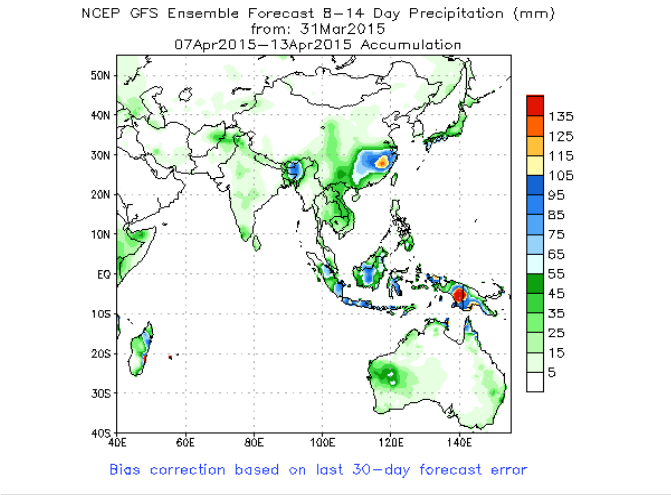 NCEP GFS Ensemble Forecast 8-14 Day Precipitation (mm)
from: 31Mar2015
07Apr2015-13Apr2015 Accumulation
50N
40N
30N
20N
10N
EQ
10S
20S
30S
40S
40E
60E
80E
100E
120E
140E
135
125
115
105
95
85
75
65
55
45
35
25
15
5
Bias correction based on last 30-day forecast error